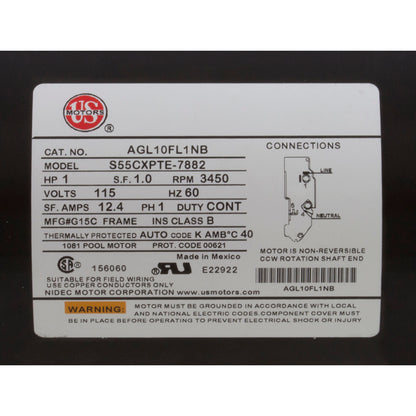 US
MOTORS
®
CAT. NO. AGL10FL1NB
MODEL S55CXPTE-7882
HP 1 S.F. 1.0 RPM 3450
VOLTS 115 HZ 60
SF. AMPS 12.4 PH 1 DUTY CONT
MFG#G15C FRAME INS CLASS B
THERMALLY PROTECTED AUTO CODE K AMB°C 40
1081 POOL MOTOR PROT. CODE 00621
Made in Mexico
156060 E22922
SUITABLE FOR FIELD WIRING
USE COPPER CONDUCTORS ONLY
NIDEC MOTOR CORPORATION www.usmotors.com
CONNECTIONS
LINE
1
4
NEUTRAL
MOTOR IS NON-REVERSIBLE
CCW ROTATION SHAFT END
AGL10FL1NB
WARNING: MOTOR MUST BE GROUNDED IN ACCORDANCE WITH LOCAL
AND NATIONAL ELECTRIC CODES.COMPONENT COVER MUST
BE IN PLACE BEFORE OPERATING TO PREVENT ELECTRICAL SHOCK OR INJURY